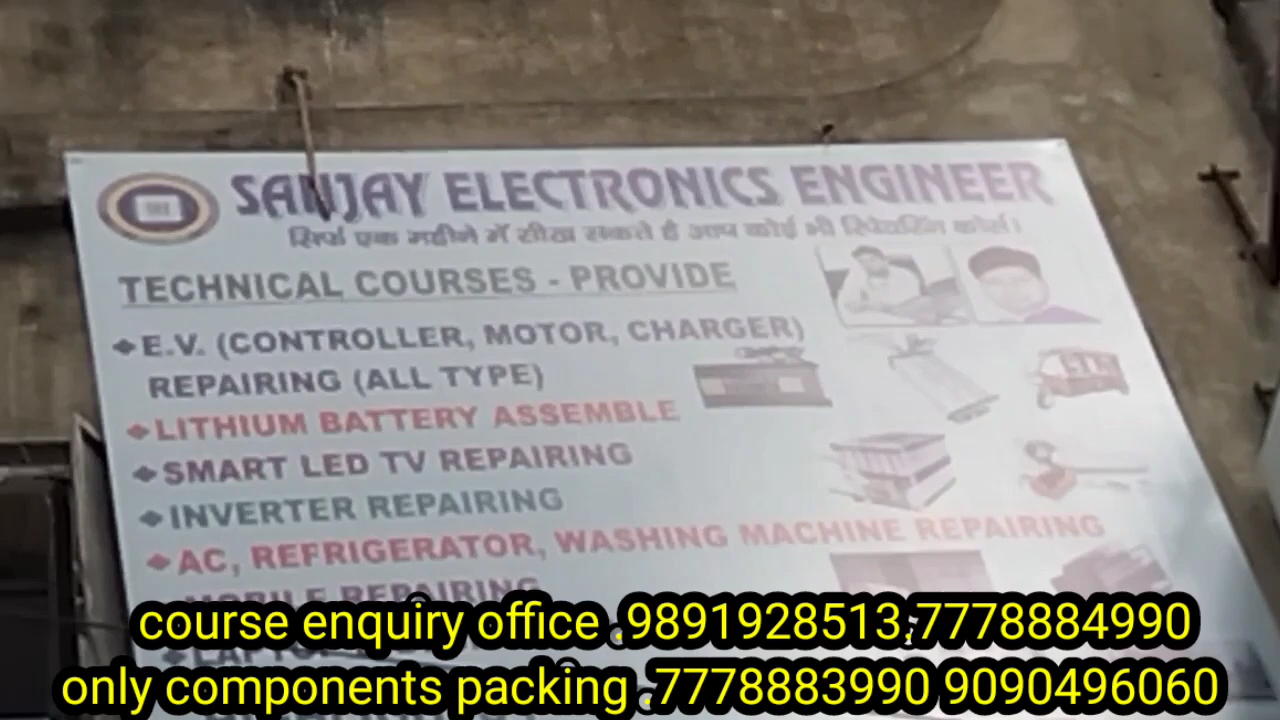 SANJAY ELECTRONICS ENGINEER
सिर्फ एक महीने में सीख सकते है आप कोई भी रिपेयरिंग कोर्स।
TECHNICAL COURSES - PROVIDE
E.V. (CONTROLLER, MOTOR, CHARGER)
REPAIRING (ALL TYPE)
LITHIUM BATTERY ASSEMBLE
SMART LED TV REPAIRING
INVERTER REPAIRING
AC, REFRIGERATOR, WASHING MACHINE REPAIRING
MOBILE REPAIRING
course enquiry office .9891928513,7778884990
only components packing .7778883990 9090496060